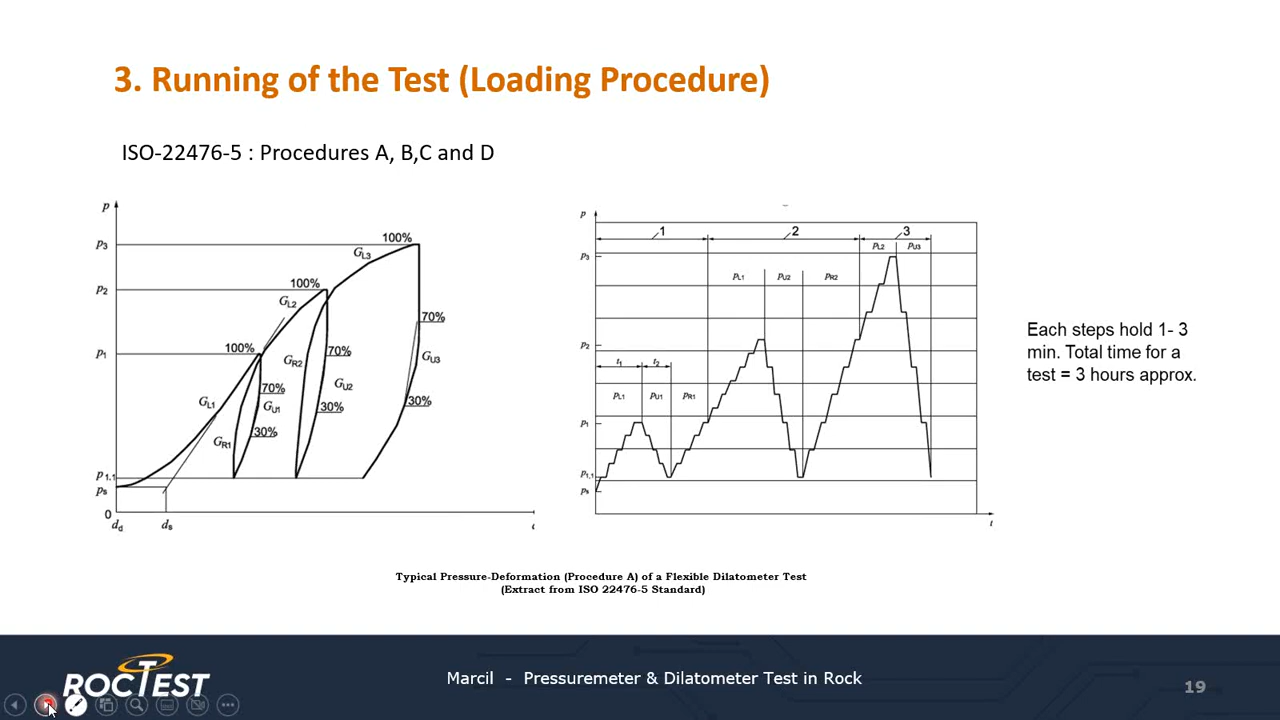 3. Running of the Test (Loading Procedure)
ISO-22476-5 : Procedures A, B,C and D
p
p3
p2
p1
p1.1
ps
0
dd
ds
100%
100%
100%
70%
70%
70%
30%
30%
30%
GL1
GL2
GL3
GR1
GR2
GU1
GU2
GU3
p
p3
p2
p1
p1.1
ps
1
2
3
t1
t2
PL1
PU1
PR1
PL1
PU2
PR2
PL2
PU3
t
Each steps hold 1- 3
min. Total time for a
test = 3 hours approx.
Typical Pressure-Deformation (Procedure A) of a Flexible Dilatometer Test
(Extract from ISO 22476-5 Standard)
ROCTEST
Marcil - Pressuremeter & Dilatometer Test in Rock
19